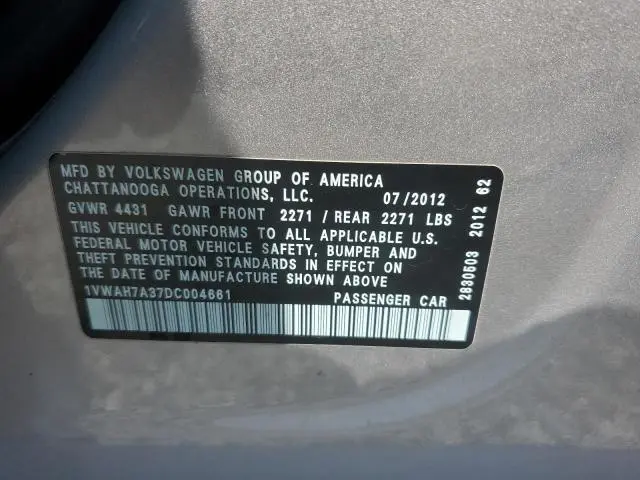 MFD BY VOLKSWAGEN GROUP OF AMERICA
CHATTANOOGA OPERATIONS, LLC. 07/2012
GVWR 4431 GAWR FRONT 2271 / REAR 2271 LBS
THIS VEHICLE CONFORMS TO ALL APPLICABLE U.S.
FEDERAL MOTOR VEHICLE SAFETY, BUMPER AND
THEFT PREVENTION STANDARDS IN EFFECT ON
THE DATE OF MANUFACTURE SHOWN ABOVE
1VWAH7A37DC004661 PASSENGER CAR
2830503 2012 62